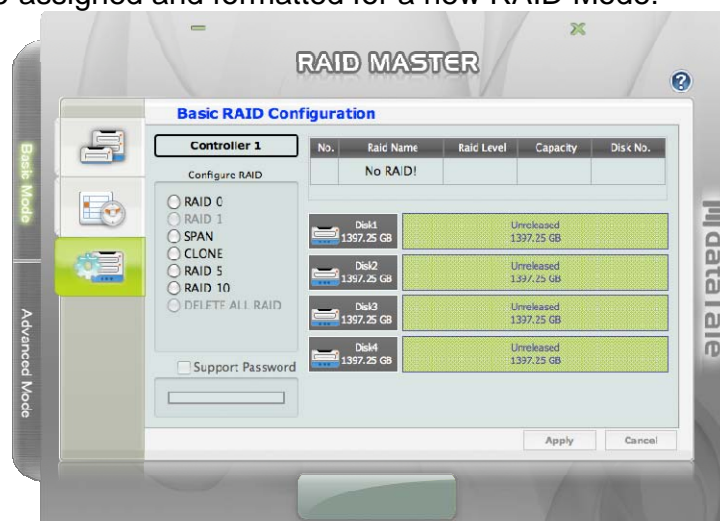 assigned and formatted for a new RAID Mode.
RAID MASTER
?
Basic RAID Configuration
Basic Mode
Advanced Mode
Controller 1
Configure RAID
RAID 0
RAID 1
SPAN
CLONE
RAID 5
RAID 10
DELETE ALL RAID
Support Password
No. Raid Name Raid Level Capacity Disk No.
No RAID!
Disk1
1397.25 GB
Unreleased
1397.25 GB
Disk2
1397.25 GB
Unreleased
1397.25 GB
Disk3
1397.25 GB
Unreleased
1397.25 GB
Disk4
1397.25 GB
Unreleased
1397.25 GB
Apply Cancel
dataTale